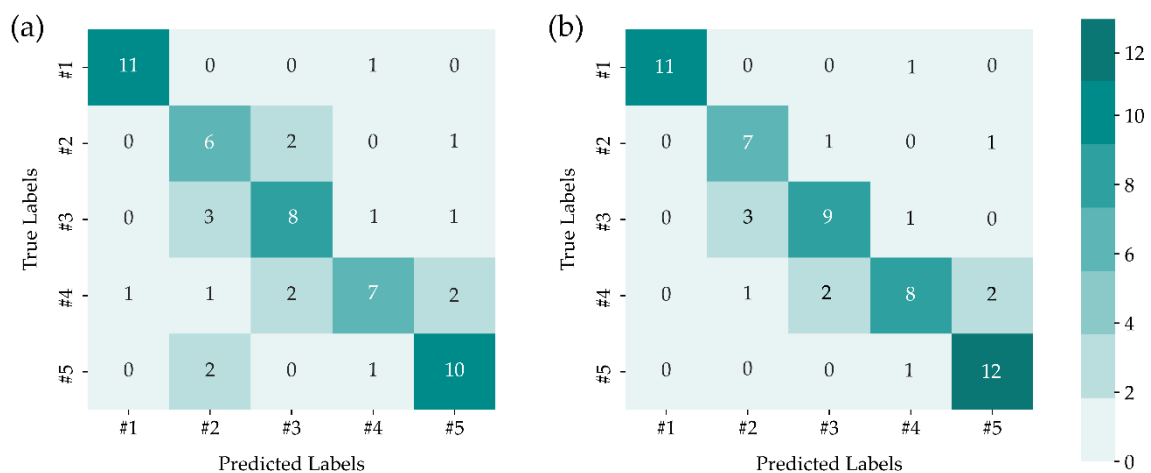 (a)
#1 11 0 0 1 0
#2 0 6 2 0 1
#3 0 3 8 1 1
#4 1 1 2 7 2
#5 0 2 0 1 10
#1 #2 #3 #4 #5
True Labels
Predicted Labels
(b)
#1 11 0 0 1 0
#2 0 7 1 0 1
#3 0 3 9 1 0
#4 0 1 2 8 2
#5 0 0 0 1 12
#1 #2 #3 #4 #5
True Labels
Predicted Labels
12
10
8
6
4
2
0